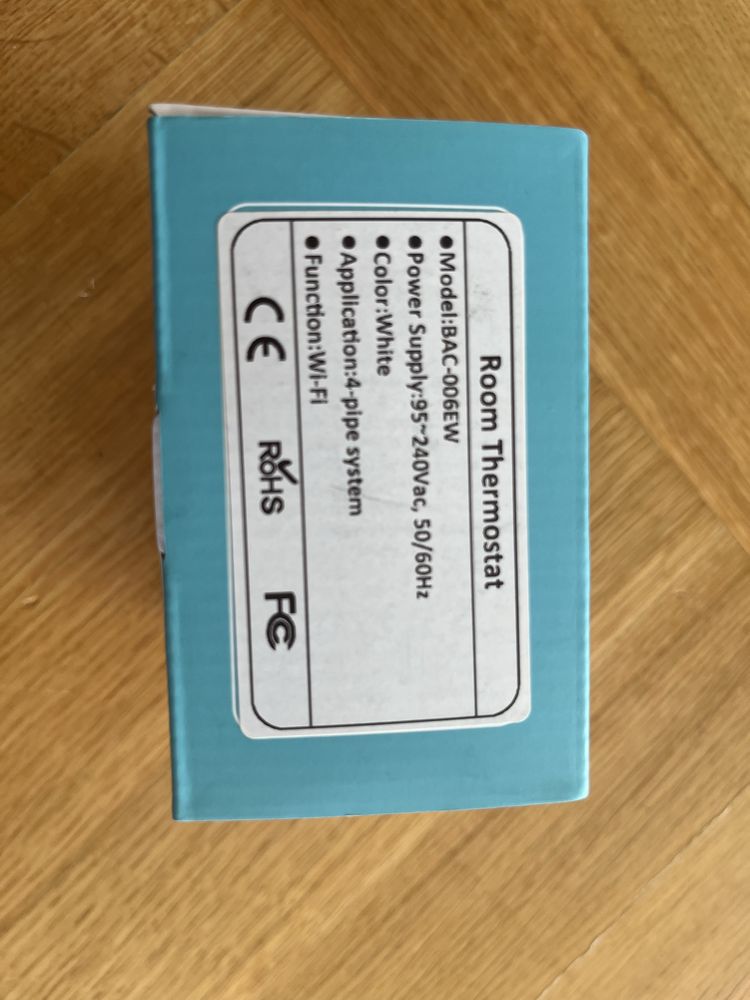 Room Thermostat
●Model:BAC-006EW
●Power Supply:95~240Vac, 50/60Hz
●Color:White
●Application:4-pipe system
●Function:Wi-Fi
CE RoHS FC